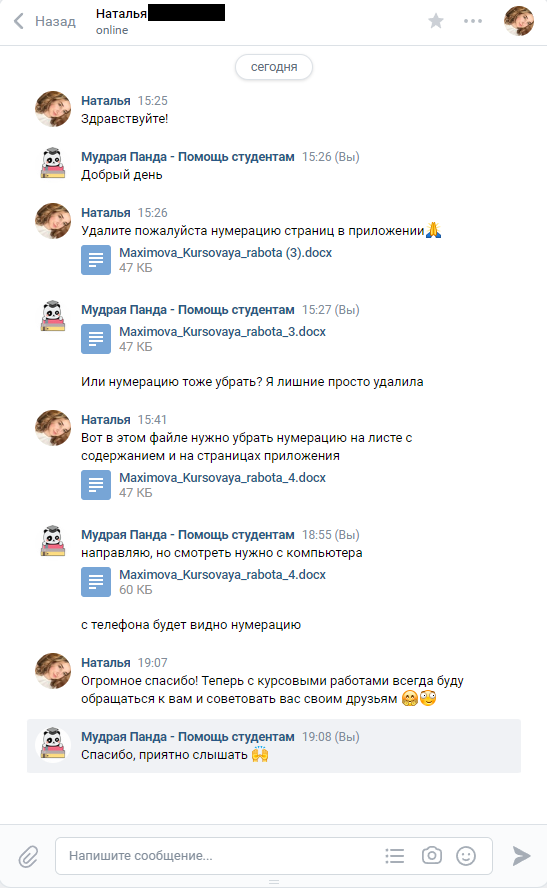 Назад
Наталья
online
сегодня
Наталья 15:25
Здравствуйте!
Мудрая Панда - Помощь студентам 15:26 (Вы)
Добрый день
Наталья 15:26
Удалите пожалуйста нумерацию страниц в приложении🙏
Maximova_Kursovaya_rabota (3).docx
47 КБ
Мудрая Панда - Помощь студентам 15:27 (Вы)
Maximova_Kursovaya_rabota_3.docx
47 КБ
Или нумерацию тоже убрать? Я лишние просто удалила
Наталья 15:41
Вот в этом файле нужно убрать нумерацию на листе с
содержанием и на страницах приложения
Maximova_Kursovaya_rabota_4.docx
47 КБ
Мудрая Панда - Помощь студентам 18:55 (Вы)
направляю, но смотреть нужно с компьютера
Maximova_Kursovaya_rabota_4.docx
60 КБ
с телефона будет видно нумерацию
Наталья 19:07
Огромное спасибо! Теперь с курсовыми работами всегда буду
обращаться к вам и советовать вас своим друзьям 🤗😳
Мудрая Панда - Помощь студентам 19:08 (Вы)
Спасибо, приятно слышать 🙌
Напишите сообщение...